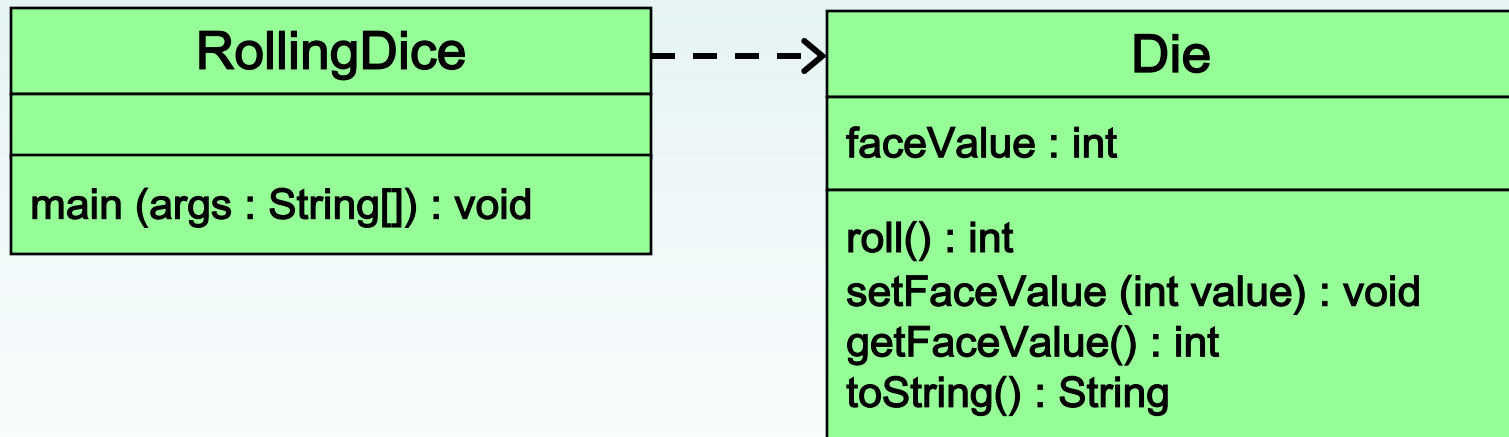 RollingDice
main (args : String[]) : void
Die
faceValue : int
roll() : int
setFaceValue (int value) : void
getFaceValue() : int
toString() : String